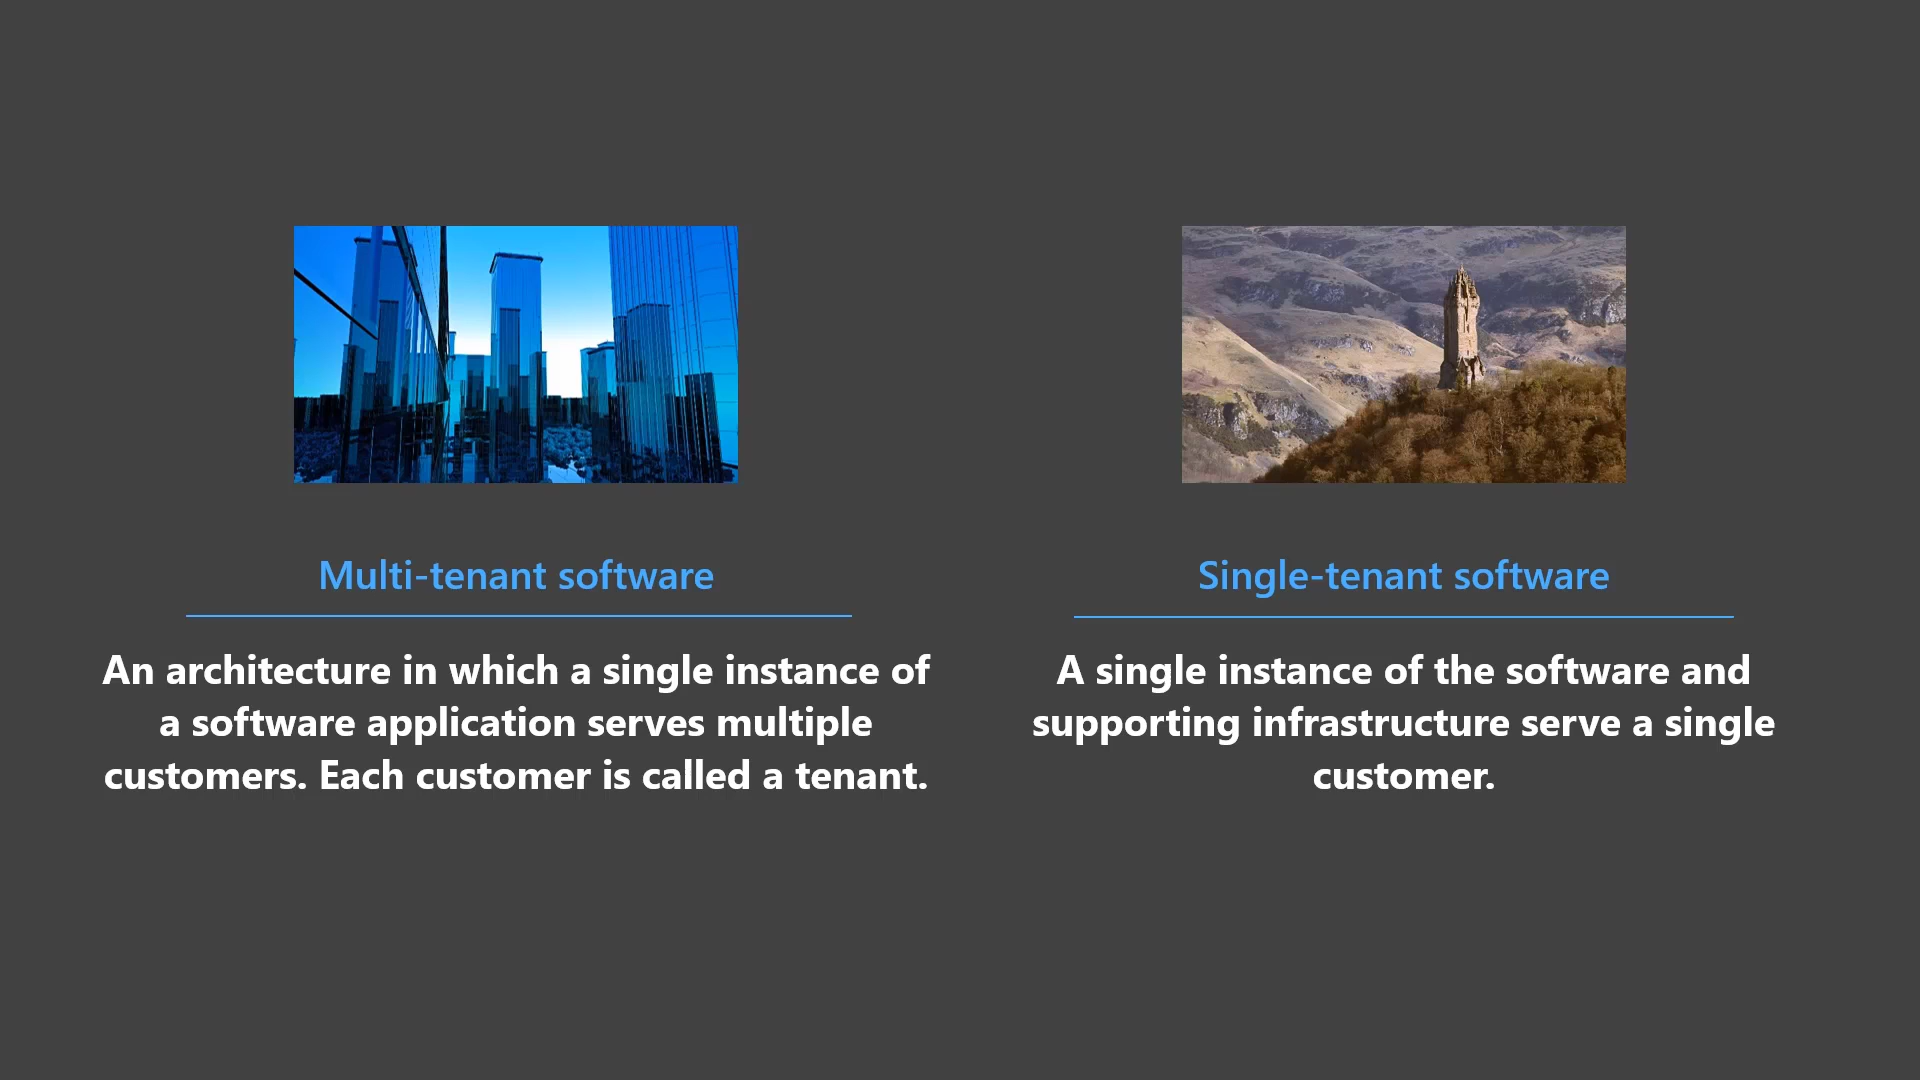 Multi-tenant software
An architecture in which a single instance of
a software application serves multiple
customers. Each customer is called a tenant.
Single-tenant software
A single instance of the software and
supporting infrastructure serve a single
customer.